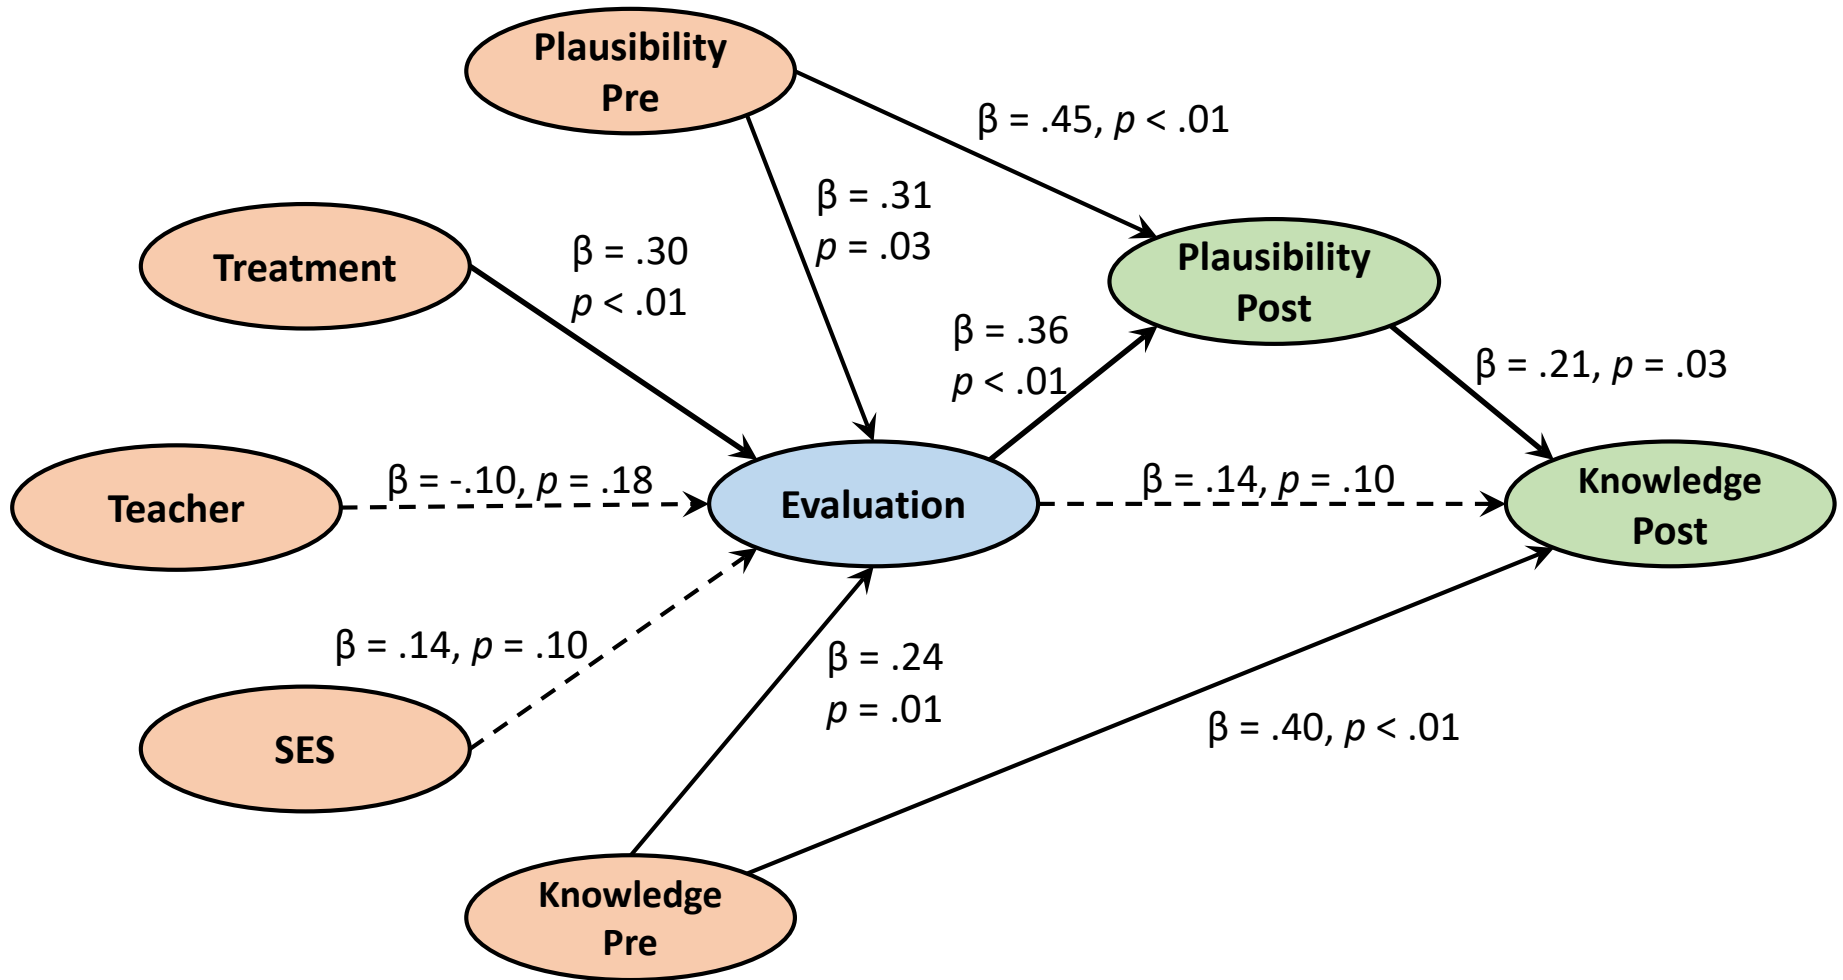 Plausibility
Pre
β = .45, p < .01
β = .31
p = .03
Treatment
β = .30
p < .01
Plausibility
Post
β = .36
p < .01
β = .21, p = .03
Teacher
β = -.10, p = .18
Evaluation
β = .14, p = .10
Knowledge
Post
β = .14, p = .10
SES
β = .24
p = .01
β = .40, p < .01
Knowledge
Pre